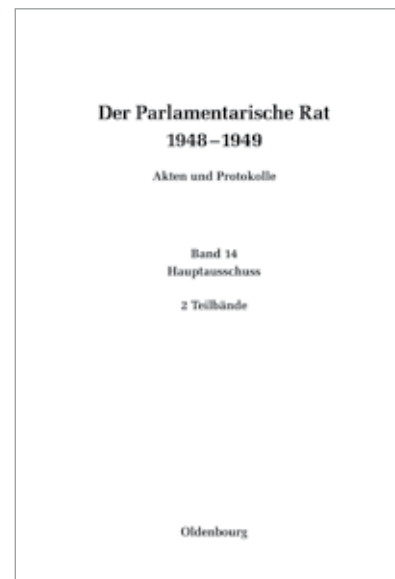 Der Parlamentarische Rat
1948–1949
Akten und Protokolle
Band 14
Hauptausschuss
2 Teilbände
Oldenbourg